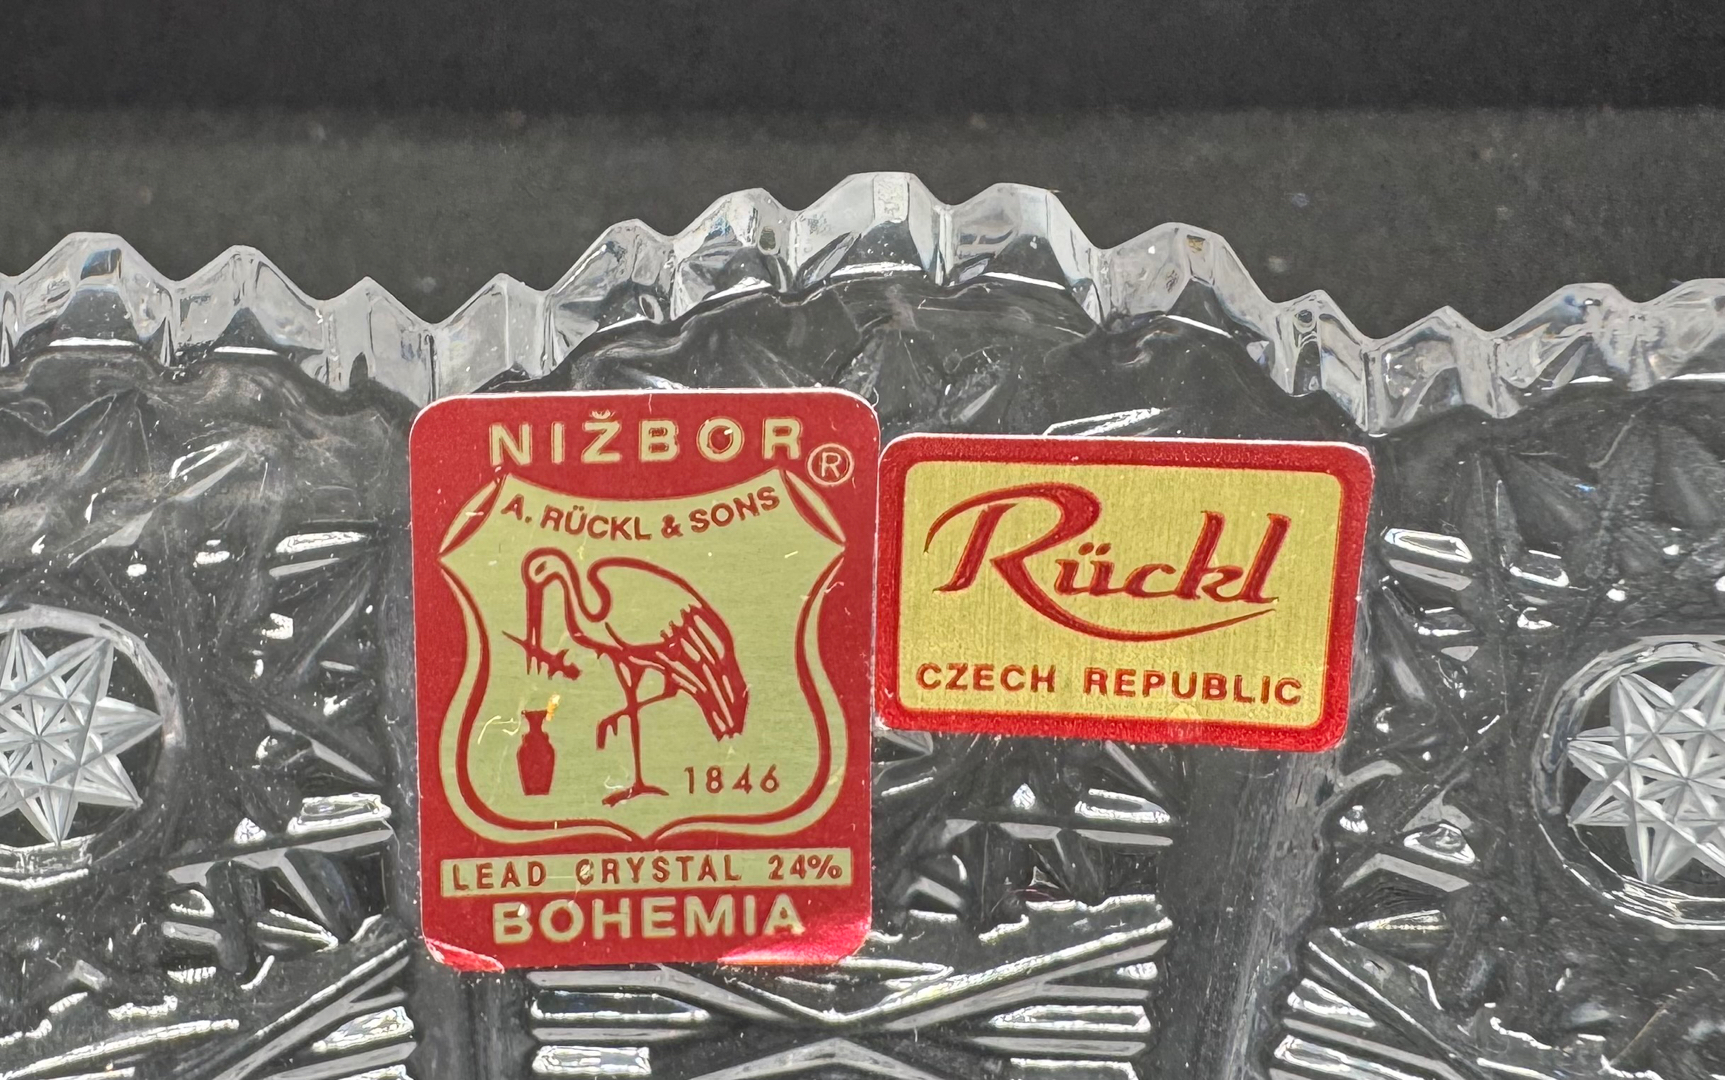 NIŽBOR®
A. RÜCKL & SONS
1846
LEAD CRYSTAL 24%
BOHEMIA
Rückl
CZECH REPUBLIC